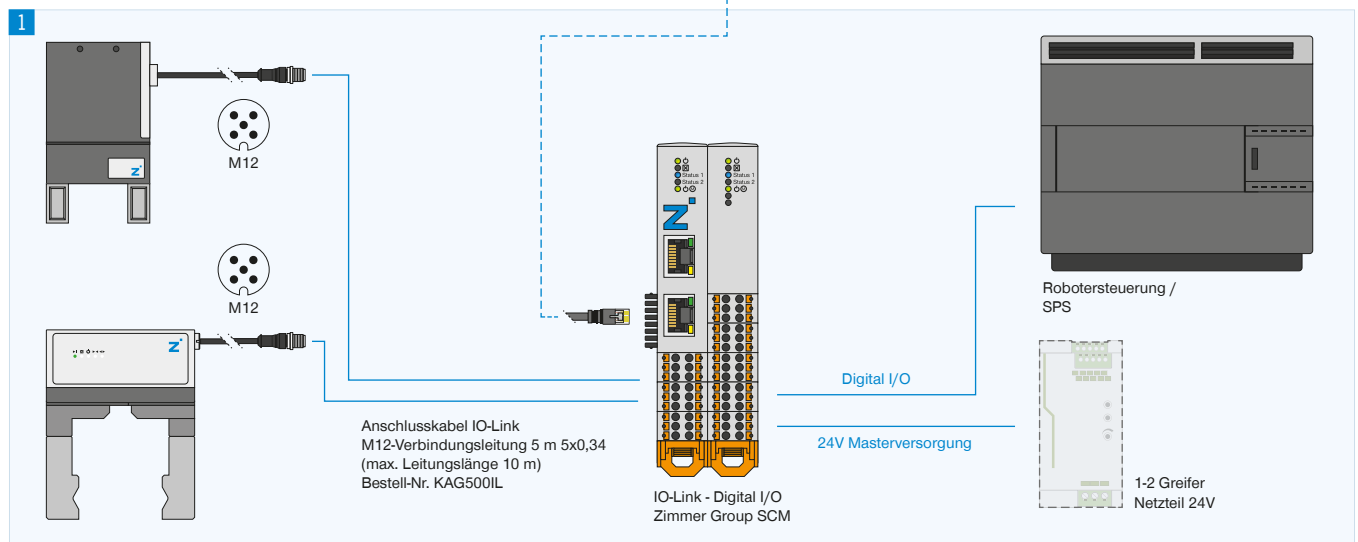 1
M12
M12
Anschlusskabel IO-Link
M12-Verbindungsleitung 5 m 5x0,34
(max. Leitungslänge 10 m)
Bestell-Nr. KAG500IL
Status 1
Status 2
Status 1
Status 2
IO-Link - Digital I/O
Zimmer Group SCM
Digital I/O
24V Masterversorgung
Robotersteuerung /
SPS
1-2 Greifer
Netzteil 24V